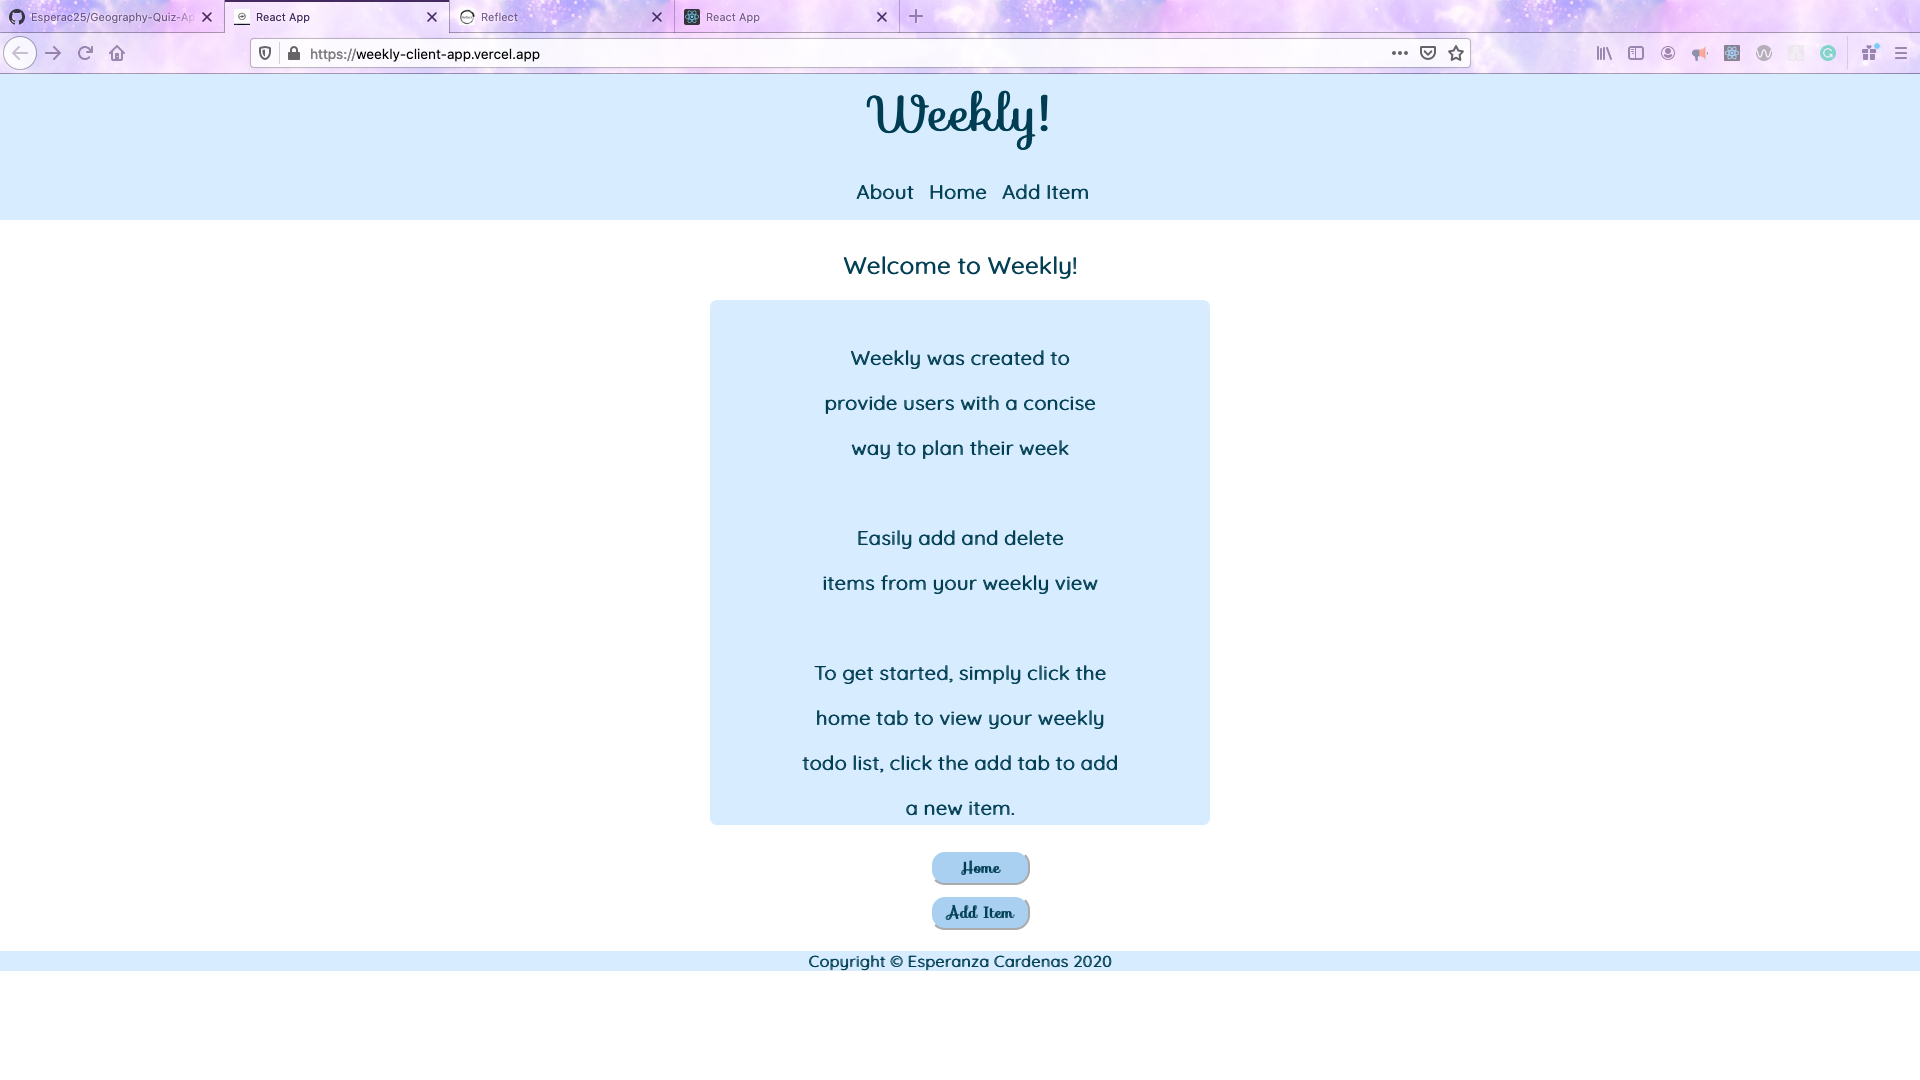 Esperac25/Geography-Quiz-Ap
React App
Reflect
React App
https://weekly-client-app.vercel.app
Weekly!
About Home Add Item
Welcome to Weekly!
Weekly was created to
provide users with a concise
way to plan their week
Easily add and delete
items from your weekly view
To get started, simply click the
home tab to view your weekly
todo list, click the add tab to add
a new item.
Home
Add Item
Copyright © Esperanza Cardenas 2020